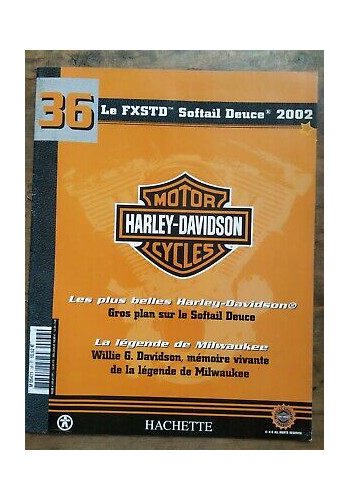 36 Le FXSTD™ Softail Deuce® 2002
MOTOR
HARLEY-DAVIDSON
CYCLES
Les plus belles Harley-Davidson®
Gros plan sur le Softail Deuce
La légende de Milwaukee
Willie G. Davidson, mémoire vivante
de la légende de Milwaukee
HACHETTE